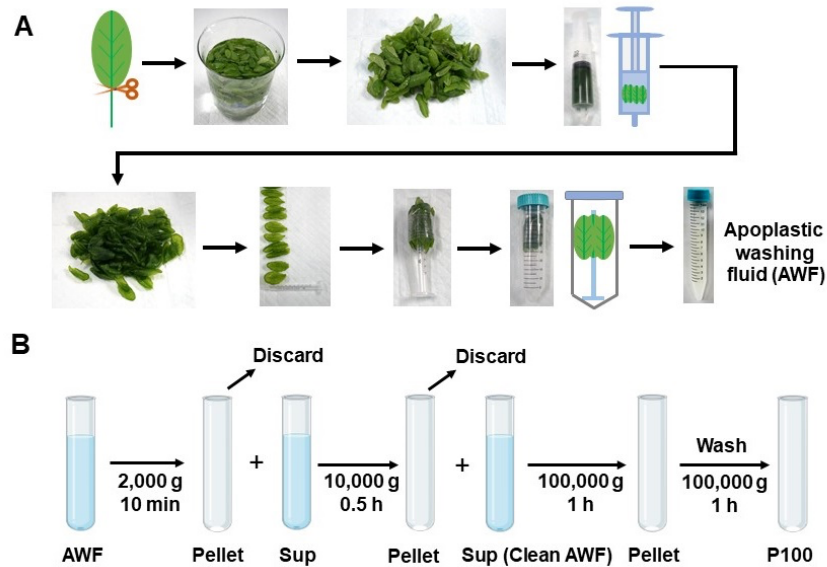 A
Apoplastic
washing
fluid (AWF)
B
Discard
Discard
Wash
2,000 g
10 min
+
10,000 g
0.5 h
+
100,000 g
1 h
100,000 g
1 h
AWF
Pellet
Sup
Pellet
Sup (Clean AWF)
Pellet
P100